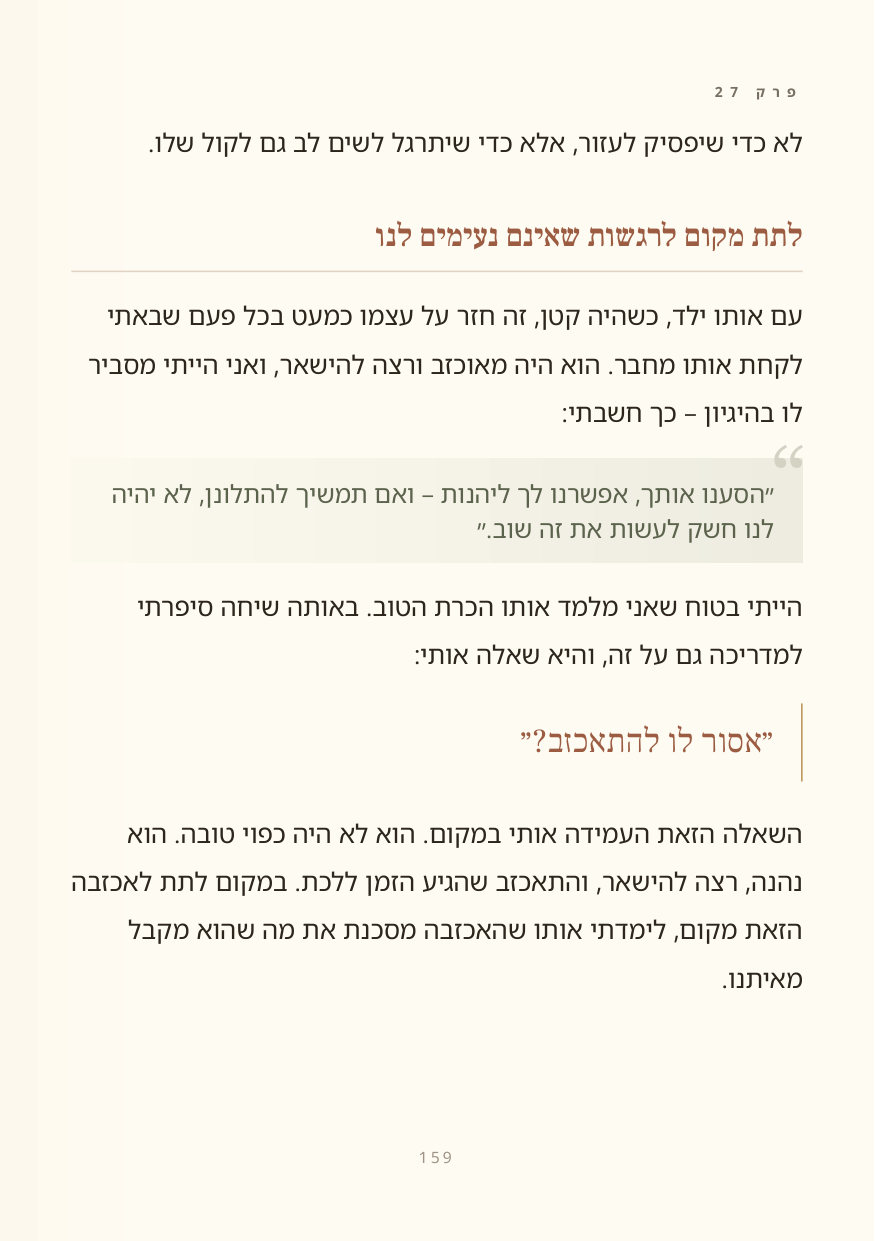 פרק 27
לא כדי שיפסיק לעזור, אלא כדי שיתרגל לשים לב גם לקול שלו.
לתת מקום לרגשות שאינם נעימים לנו
עם אותו ילד, כשהיה קטן, זה חזר על עצמו כמעט בכל פעם שבאתי
לקחת אותו מחבר. הוא היה מאוכזב ורצה להישאר, ואני הייתי מסביר
לו בהיגיון – כך חשבתי:
“
״הסענו אותך, אפשרנו לך ליהנות – ואם תמשיך להתלונן, לא יהיה
לנו חשק לעשות את זה שוב.״
הייתי בטוח שאני מלמד אותו הכרת הטוב. באותה שיחה סיפרתי
למדריכה גם על זה, והיא שאלה אותי:
״אסור לו להתאכזב?״
השאלה הזאת העמידה אותי במקום. הוא לא היה כפוי טובה. הוא
נהנה, רצה להישאר, והתאכזב שהגיע הזמן ללכת. במקום לתת לאכזבה
הזאת מקום, לימדתי אותו שהאכזבה מסכנת את מה שהוא מקבל
מאיתנו.
159